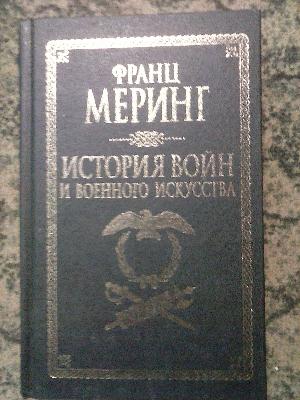 ФРАНЦ
МЕРИНГ
ИСТОРИЯ ВОЙН
И ВОЕННОГО ИСКУССТВА